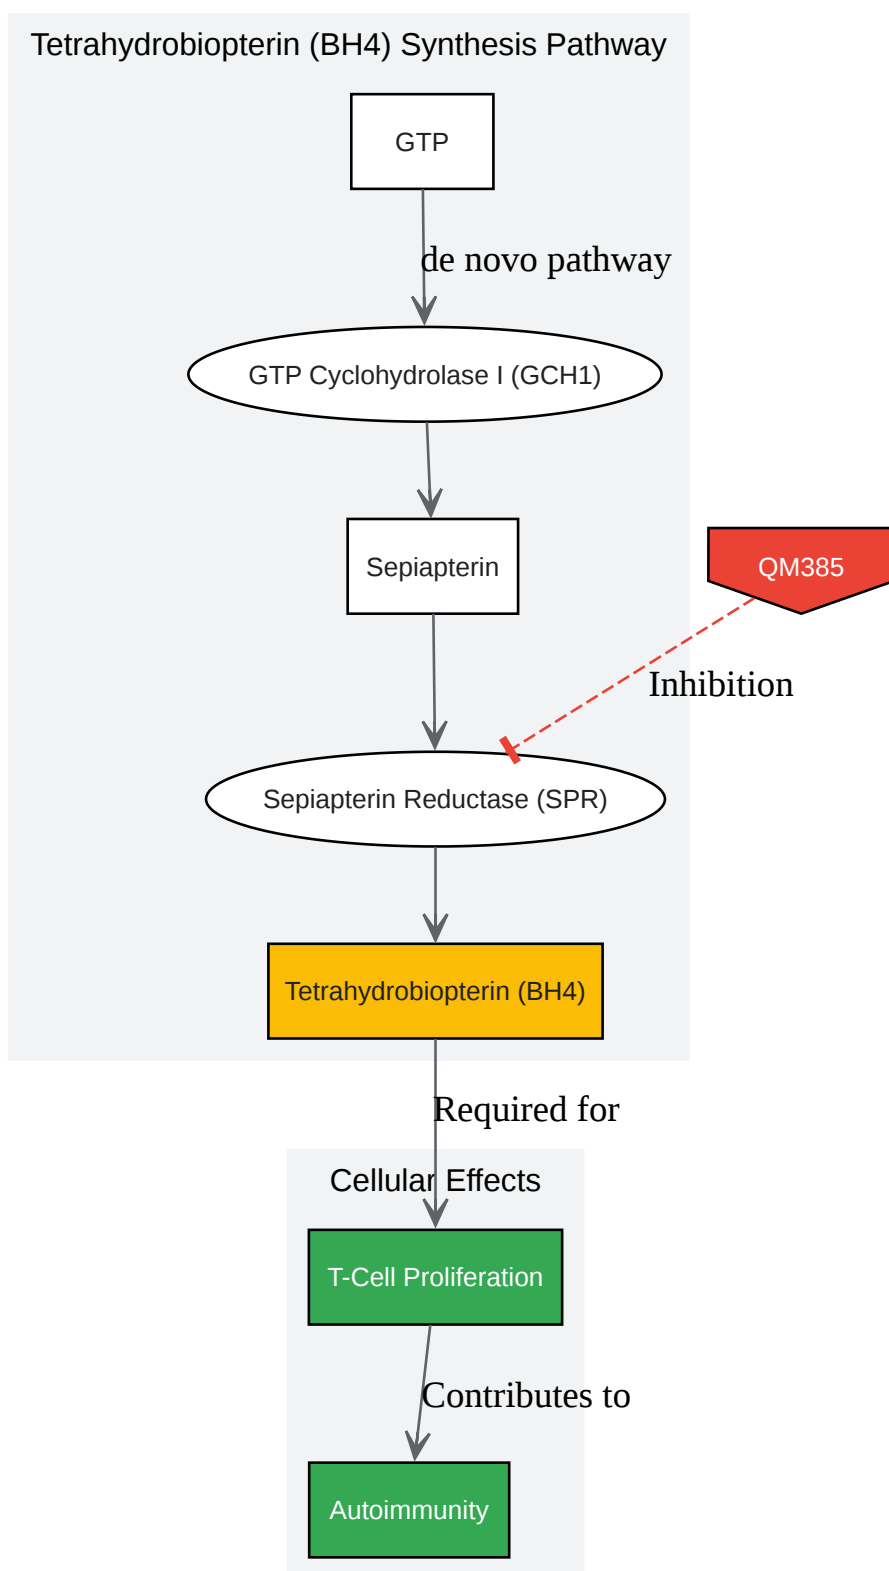 Tetrahydrobiopterin (BH4) Synthesis Pathway
GTP
de novo pathway
GTP Cyclohydrolase I (GCH1)
Sepiapterin
QM385
Inhibition
Sepiapterin Reductase (SPR)
Tetrahydrobiopterin (BH4)
Required for
Cellular Effects
T-Cell Proliferation
Contributes to
Autoimmunity